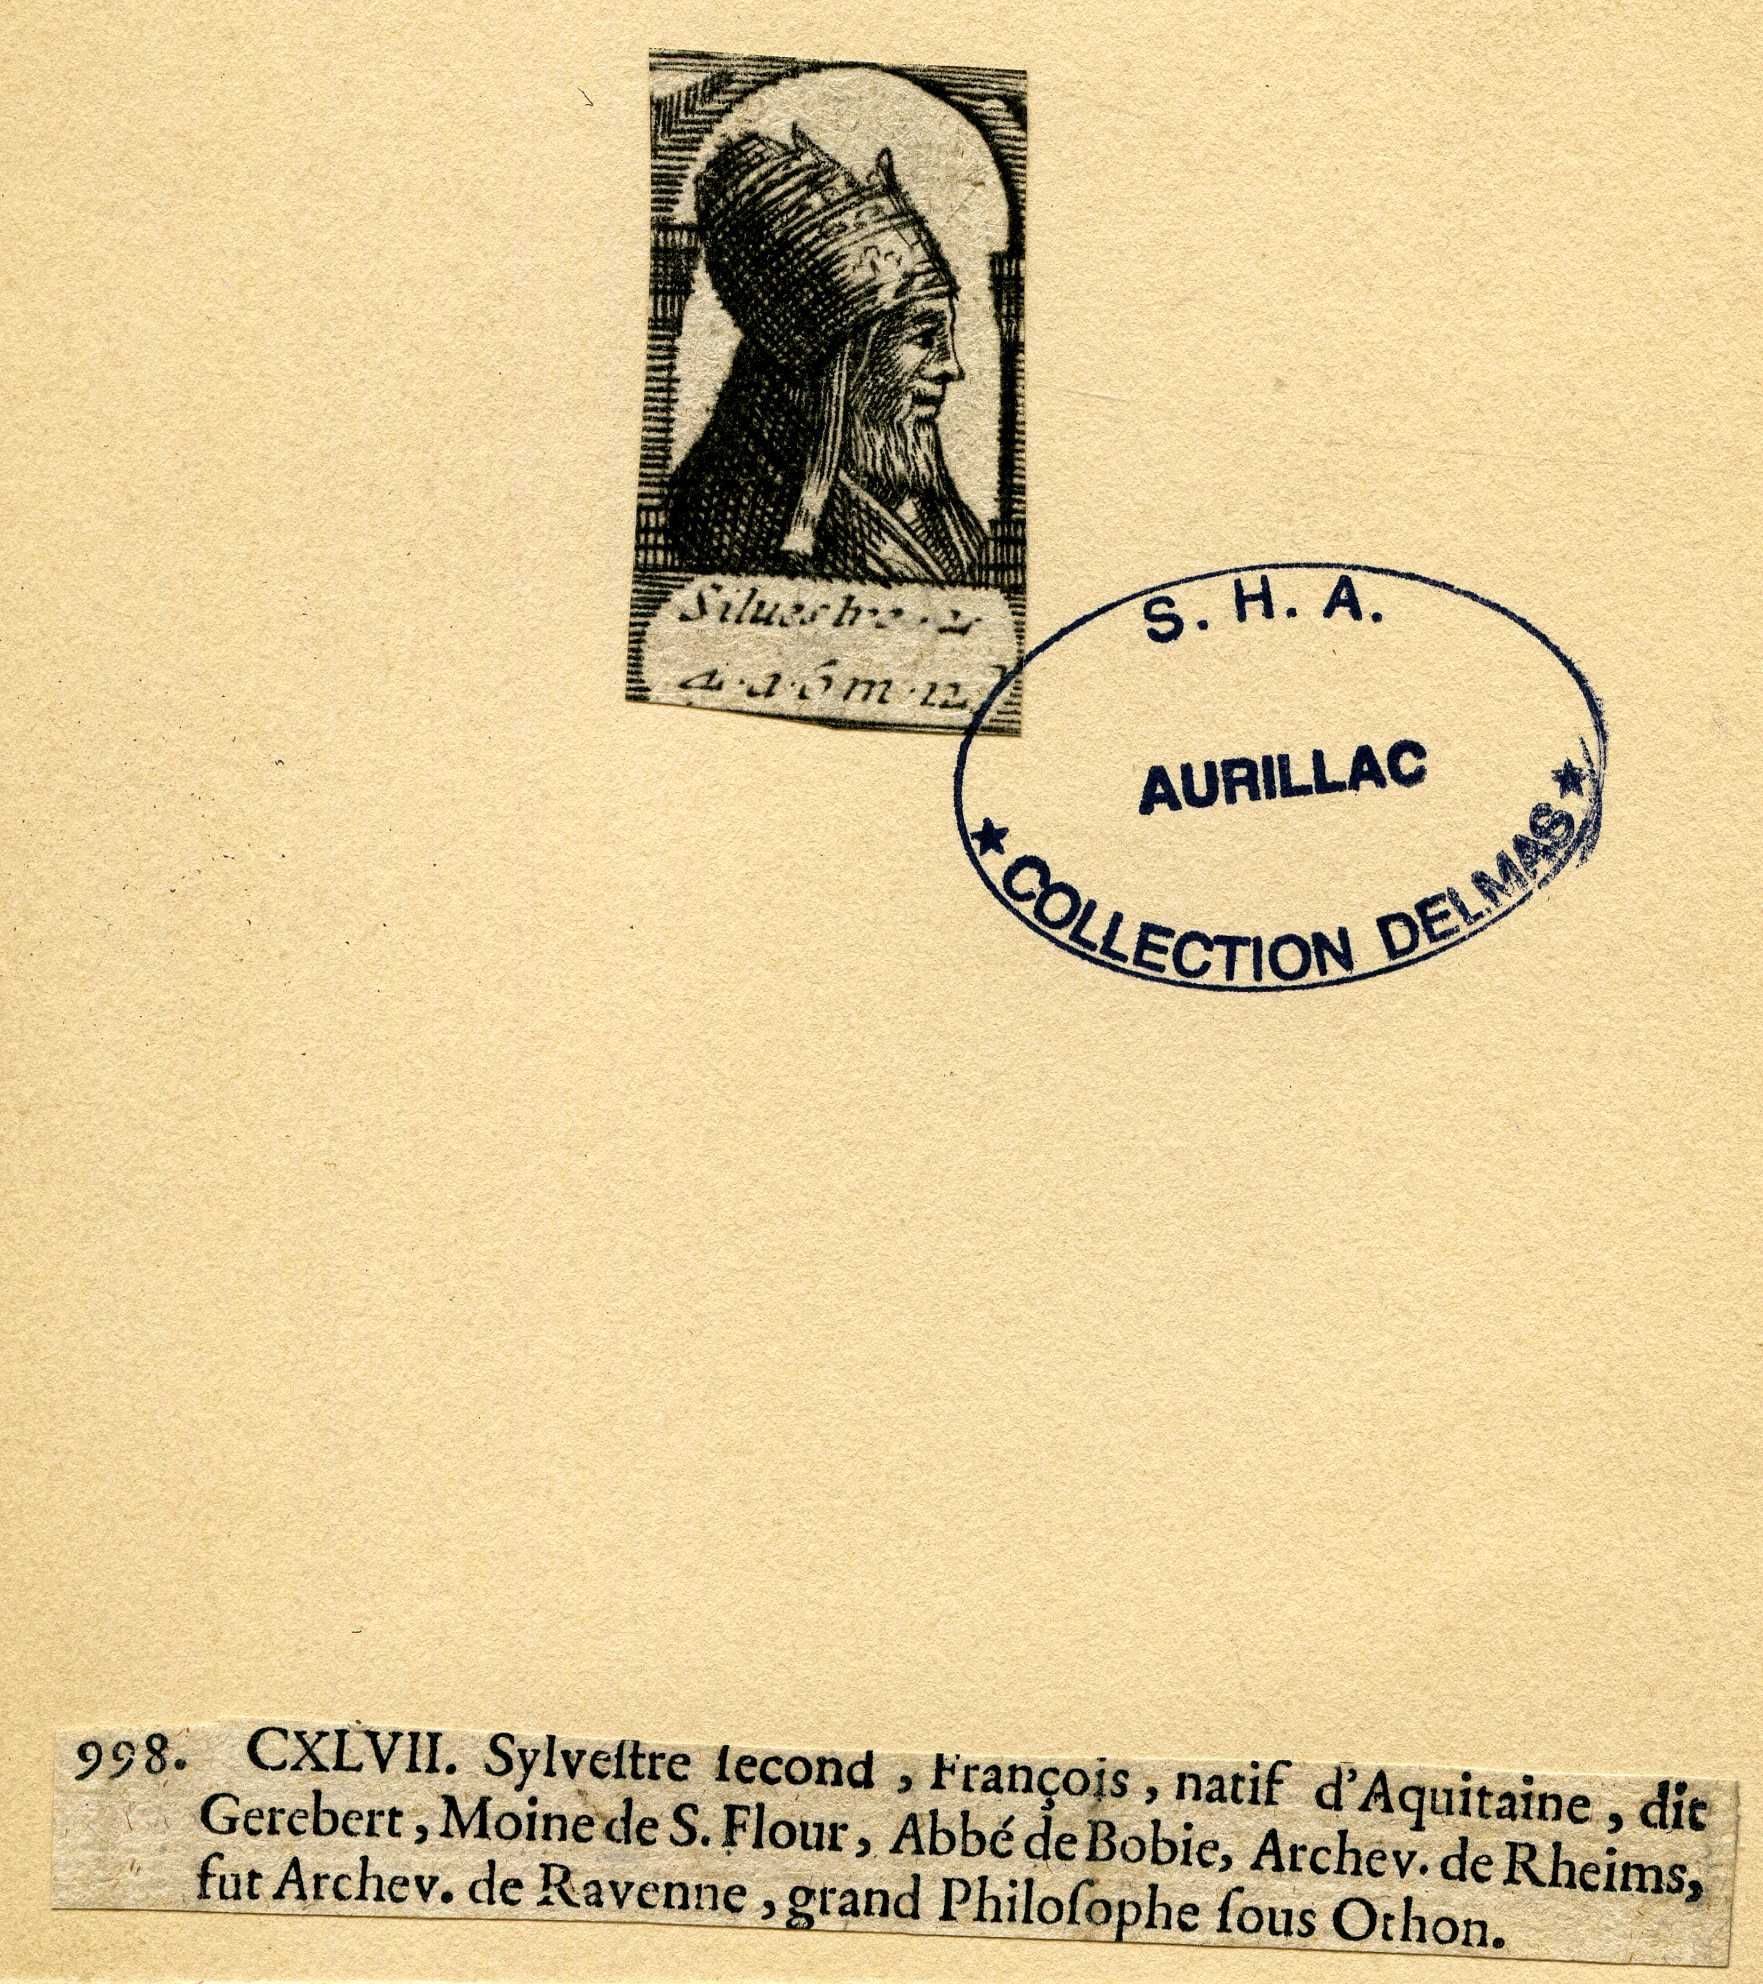 Siluestre · 2
4 · a · 6 m · 12
S. H. A.
AURILLAC
★ COLLECTION DELMAS ★
998. CXLVII. Sylveſtre ſecond, François, natif d'Aquitaine, dit
Gerebert, Moine de S. Flour, Abbé de Bobie, Archev. de Rheims,
fut Archev. de Ravenne, grand Philoſophe ſous Othon.